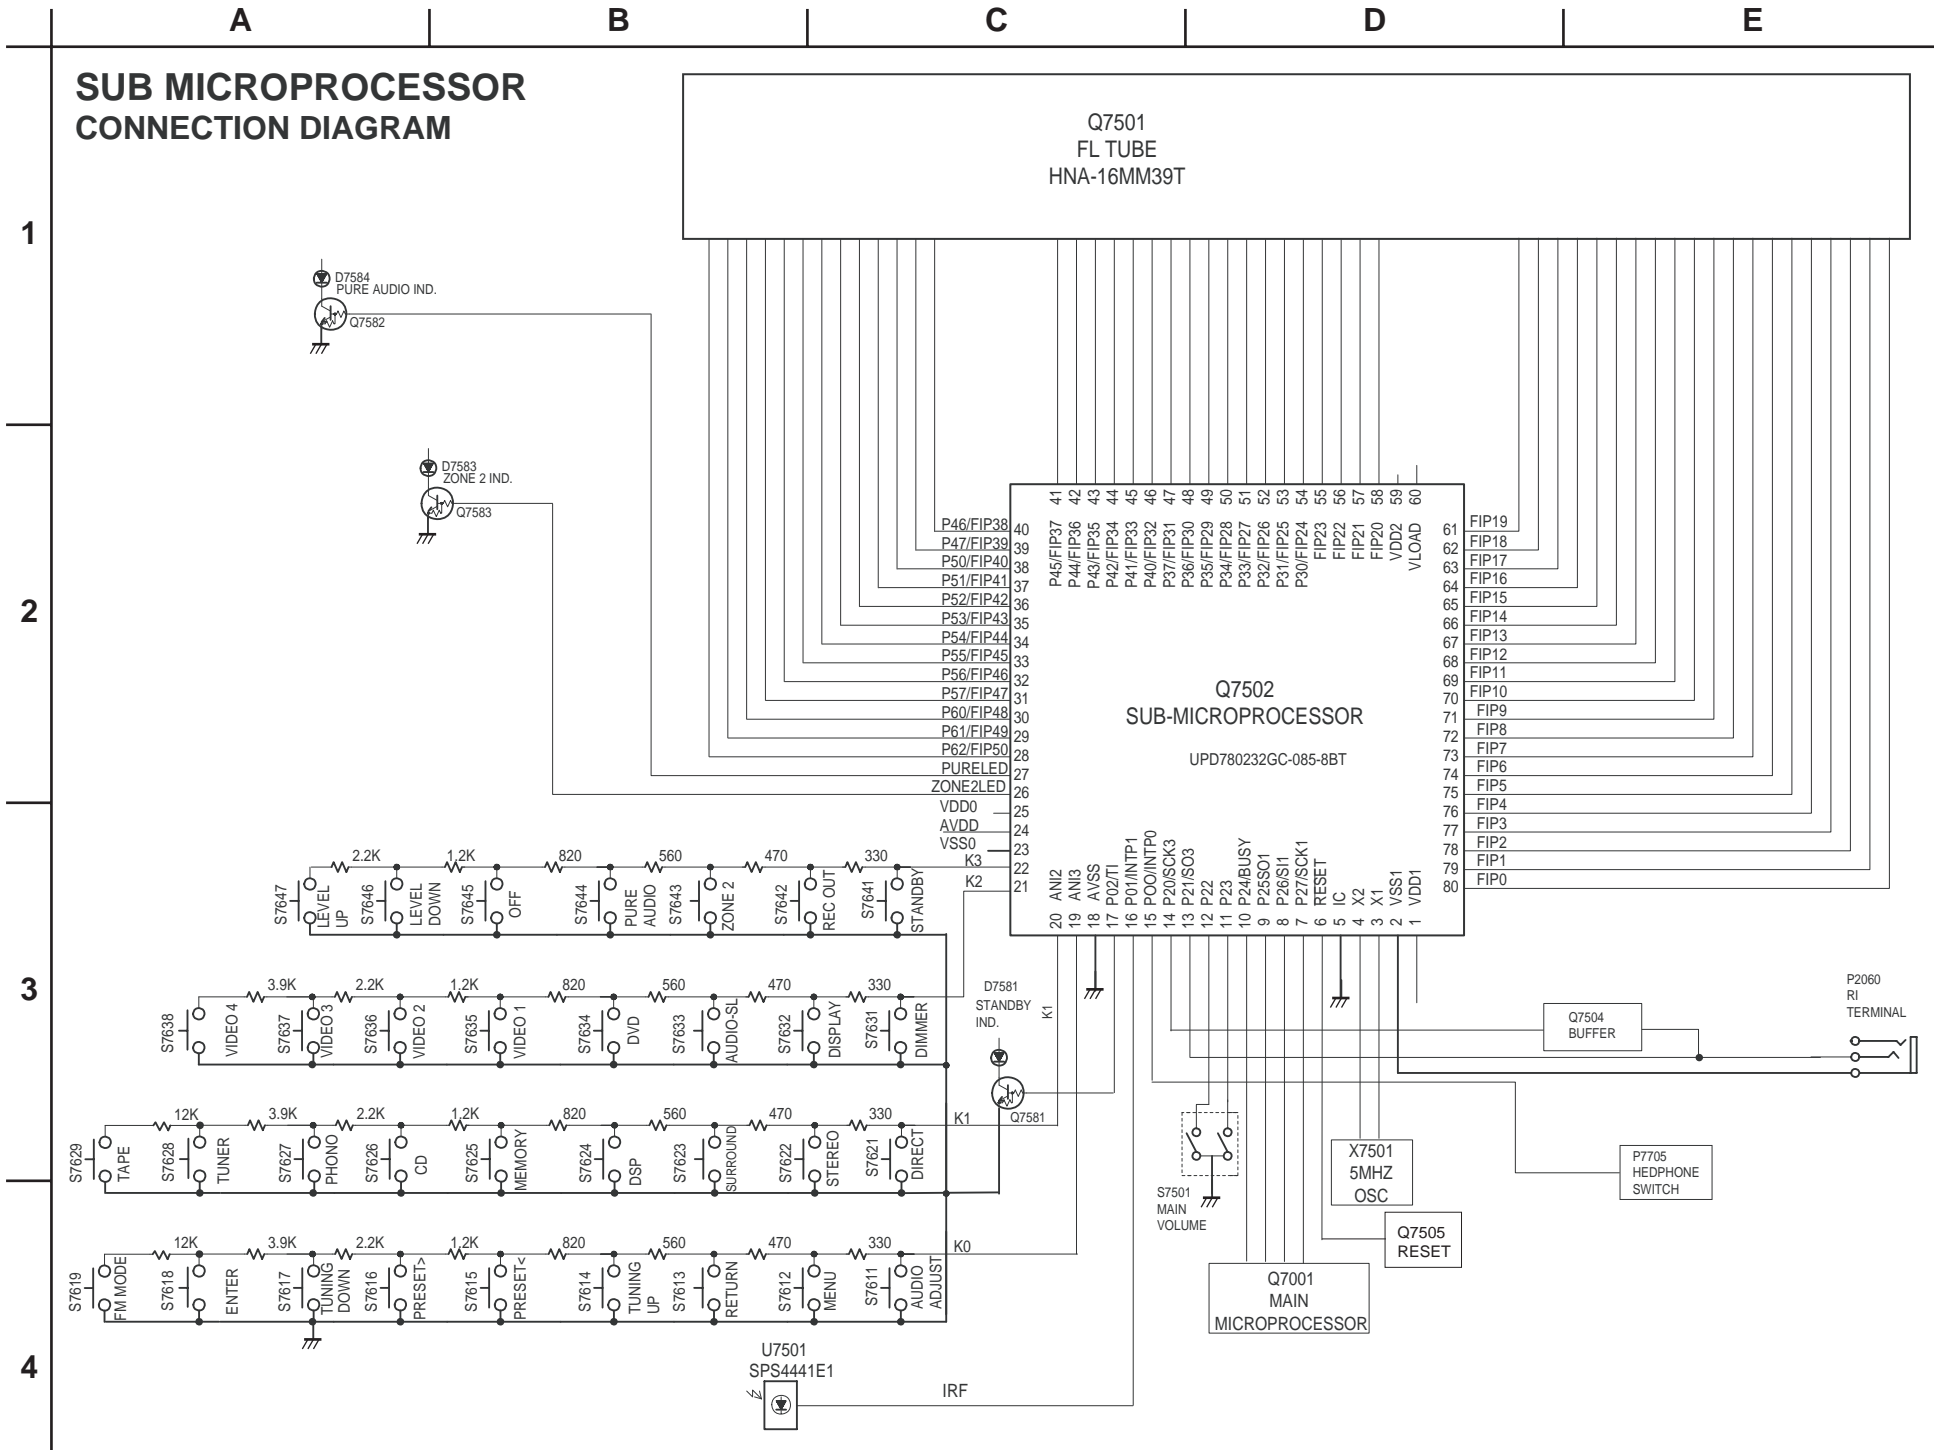 A B C D E
SUB MICROPROCESSOR
CONNECTION DIAGRAM
Q7501
FL TUBE
HNA-16MM39T
1
D7584
PURE AUDIO IND.
Q7582
D7583
ZONE 2 IND.
Q7583
2
41 42 43 44 45 46 47 48 49 50 51 52 53 54 55 56 57 58 59 60
P45/FIP37
P44/FIP36
P43/FIP35
P42/FIP34
P41/FIP33
P40/FIP32
P37/FIP31
P36/FIP30
P35/FIP29
P34/FIP28
P33/FIP27
P32/FIP26
P31/FIP25
P30/FIP24
FIP23
FIP22
FIP21
FIP20
VDD2
VLOAD
P46/FIP38 40
P47/FIP39 39
P50/FIP40 38
P51/FIP41 37
P52/FIP42 36
P53/FIP43 35
P54/FIP44 34
P55/FIP45 33
P56/FIP46 32
P57/FIP47 31
P60/FIP48 30
P61/FIP49 29
P62/FIP50 28
PURELED 27
ZONE2LED 26
VDD0 25
AVDD 24
VSS0 23
K3 22
K2 21
Q7502
SUB-MICROPROCESSOR
UPD780232GC-085-8BT
61 FIP19
62 FIP18
63 FIP17
64 FIP16
65 FIP15
66 FIP14
67 FIP13
68 FIP12
69 FIP11
70 FIP10
71 FIP9
72 FIP8
73 FIP7
74 FIP6
75 FIP5
76 FIP4
77 FIP3
78 FIP2
79 FIP1
80 FIP0
20 ANI2
19 ANI3
18 AVSS
17 P02/TI
16 P01/INTP1
15 POO/INTP0
14 P20/SCK3
13 P21/SO3
12 P22
11 P23
10 P24/BUSY
9 P25SO1
8 P26/SI1
7 P27/SCK1
6 RESET
5 IC
4 X2
3 X1
2 VSS1
1 VDD1
2.2K 1.2K 820 560 470 330
S7647 LEVEL UP
S7646 LEVEL DOWN
S7645 OFF
S7644 PURE AUDIO
S7643 ZONE 2
S7642 REC OUT
S7641 STANDBY
3
3.9K 2.2K 1.2K 820 560 470 330
S7638 VIDEO 4
S7637 VIDEO 3
S7636 VIDEO 2
S7635 VIDEO 1
S7634 DVD
S7633 AUDIO-SL
S7632 DISPLAY
S7631 DIMMER
D7581
STANDBY
IND.
K1
Q7581
Q7504
BUFFER
P2060
RI
TERMINAL
12K 3.9K 2.2K 1.2K 820 560 470 330 K1
S7629 TAPE
S7628 TUNER
S7627 PHONO
S7626 CD
S7625 MEMORY
S7624 DSP
S7623 SURROUND
S7622 STEREO
S7621 DIRECT
S7501
MAIN
VOLUME
X7501
5MHZ
OSC
P7705
HEDPHONE
SWITCH
Q7505
RESET
12K 3.9K 2.2K 1.2K 820 560 470 330 K0
S7619 FM MODE
S7618 ENTER
S7617 TUNING DOWN
S7616 PRESET>
S7615 PRESET<
S7614 TUNING UP
S7613 RETURN
S7612 MENU
S7611 AUDIO ADJUST
Q7001
MAIN
MICROPROCESSOR
4
U7501
SPS4441E1
IRF